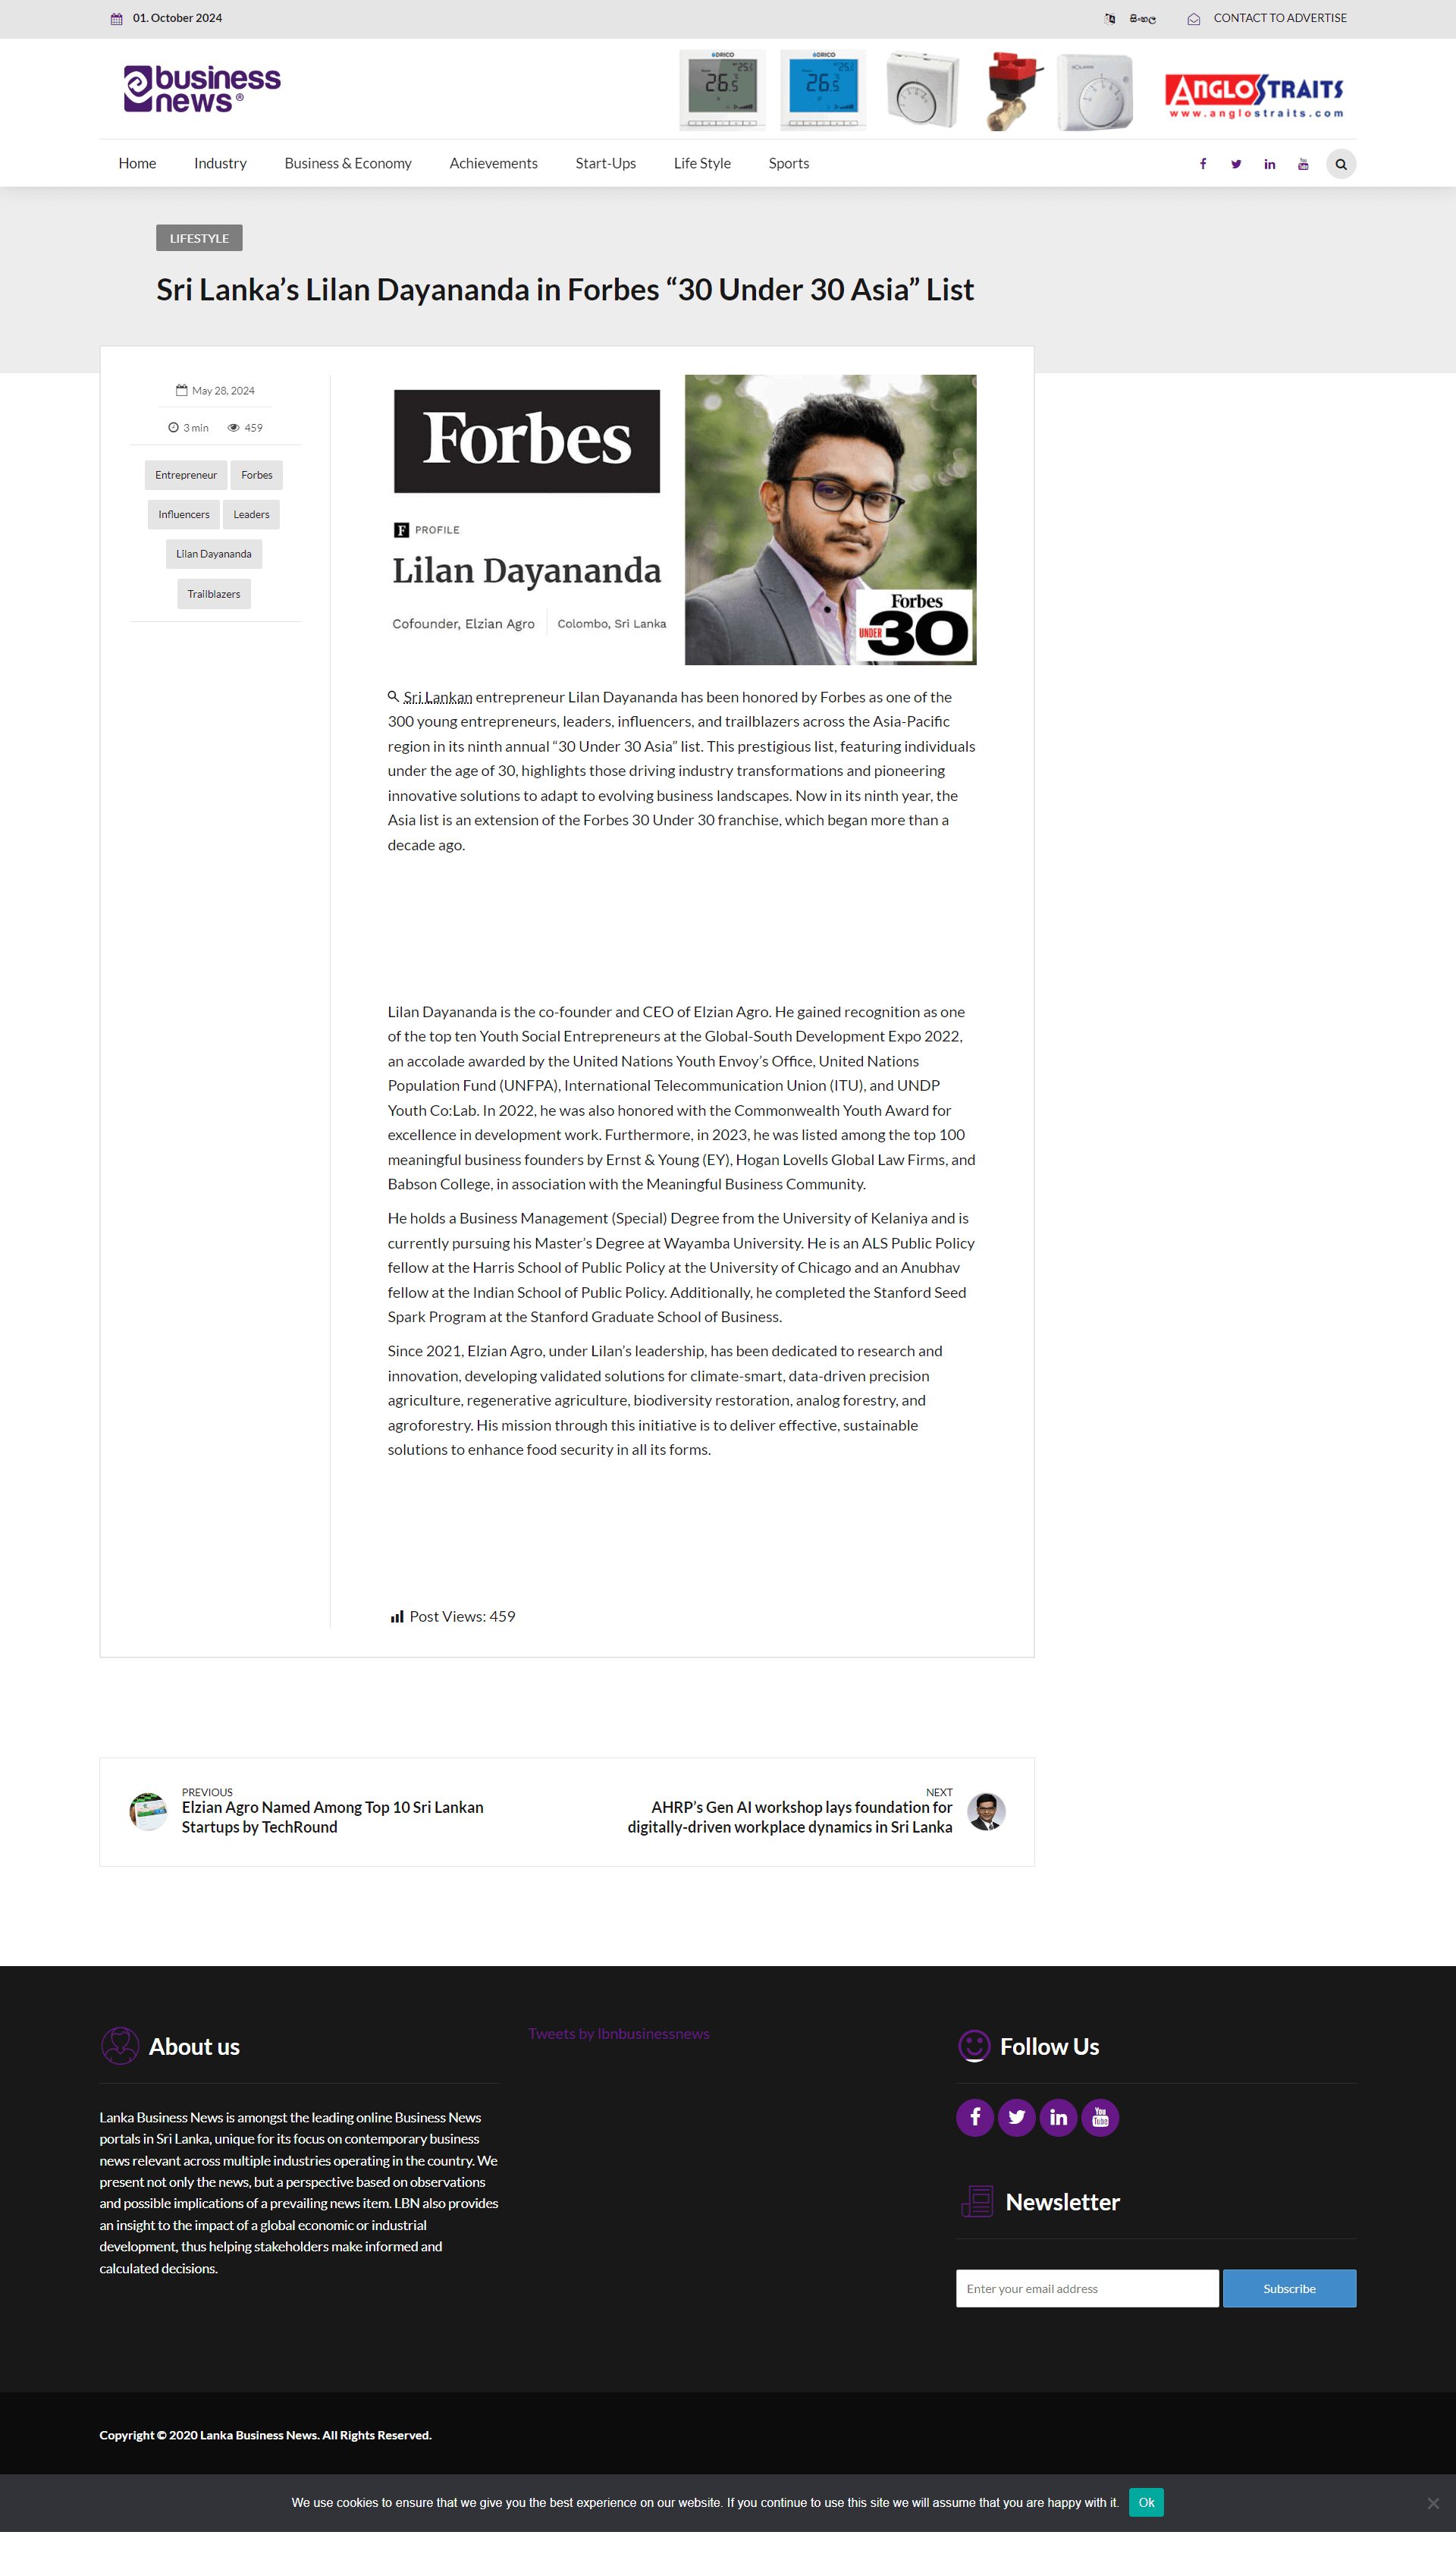 01. October 2024
සිංහල
CONTACT TO ADVERTISE
business
news®
ORICO
26.5
25.5
ORICO
26.5
25.5
ANGLO STRAITS
www.anglostraits.com
Home
Industry
Business & Economy
Achievements
Start-Ups
Life Style
Sports
LIFESTYLE
Sri Lanka’s Lilan Dayananda in Forbes “30 Under 30 Asia” List
May 28, 2024
3 min
459
Entrepreneur
Forbes
Influencers
Leaders
Lilan Dayananda
Trailblazers
Forbes
F PROFILE
Lilan Dayananda
Cofounder, Elzian Agro
Colombo, Sri Lanka
Forbes
UNDER 30
Sri Lankan entrepreneur Lilan Dayananda has been honored by Forbes as one of the
300 young entrepreneurs, leaders, influencers, and trailblazers across the Asia-Pacific
region in its ninth annual “30 Under 30 Asia” list. This prestigious list, featuring individuals
under the age of 30, highlights those driving industry transformations and pioneering
innovative solutions to adapt to evolving business landscapes. Now in its ninth year, the
Asia list is an extension of the Forbes 30 Under 30 franchise, which began more than a
decade ago.
Lilan Dayananda is the co-founder and CEO of Elzian Agro. He gained recognition as one
of the top ten Youth Social Entrepreneurs at the Global-South Development Expo 2022,
an accolade awarded by the United Nations Youth Envoy’s Office, United Nations
Population Fund (UNFPA), International Telecommunication Union (ITU), and UNDP
Youth Co:Lab. In 2022, he was also honored with the Commonwealth Youth Award for
excellence in development work. Furthermore, in 2023, he was listed among the top 100
meaningful business founders by Ernst & Young (EY), Hogan Lovells Global Law Firms, and
Babson College, in association with the Meaningful Business Community.
He holds a Business Management (Special) Degree from the University of Kelaniya and is
currently pursuing his Master’s Degree at Wayamba University. He is an ALS Public Policy
fellow at the Harris School of Public Policy at the University of Chicago and an Anubhav
fellow at the Indian School of Public Policy. Additionally, he completed the Stanford Seed
Spark Program at the Stanford Graduate School of Business.
Since 2021, Elzian Agro, under Lilan’s leadership, has been dedicated to research and
innovation, developing validated solutions for climate-smart, data-driven precision
agriculture, regenerative agriculture, biodiversity restoration, analog forestry, and
agroforestry. His mission through this initiative is to deliver effective, sustainable
solutions to enhance food security in all its forms.
Post Views: 459
PREVIOUS
Elzian Agro Named Among Top 10 Sri Lankan
Startups by TechRound
NEXT
AHRP’s Gen AI workshop lays foundation for
digitally-driven workplace dynamics in Sri Lanka
About us
Lanka Business News is amongst the leading online Business News
portals in Sri Lanka, unique for its focus on contemporary business
news relevant across multiple industries operating in the country. We
present not only the news, but a perspective based on observations
and possible implications of a prevailing news item. LBN also provides
an insight to the impact of a global economic or industrial
development, thus helping stakeholders make informed and
calculated decisions.
Tweets by lbnbusinessnews
Follow Us
Newsletter
Enter your email address
Subscribe
Copyright © 2020 Lanka Business News. All Rights Reserved.
We use cookies to ensure that we give you the best experience on our website. If you continue to use this site we will assume that you are happy with it.
Ok